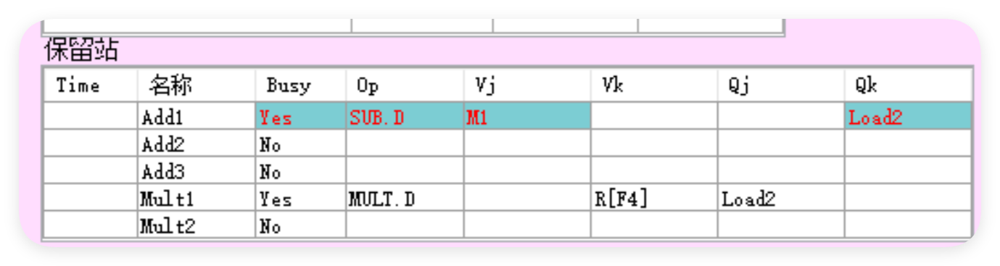 保留站
Time 名称 Busy Op Vj Vk Qj Qk
Add1 Yes SUB.D M1 Load2
Add2 No
Add3 No
Mult1 Yes MULT.D R[F4] Load2
Mult2 No